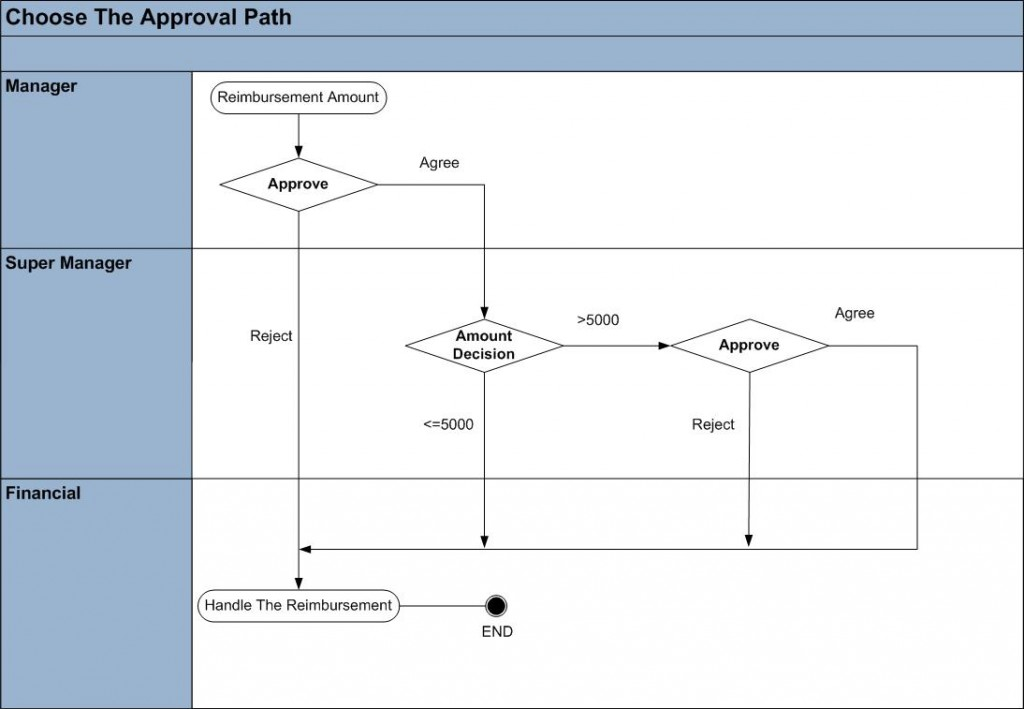 Choose The Approval Path
Manager
Reimbursement Amount
Agree
Approve
Super Manager
>5000
Agree
Reject
Amount
Decision
Approve
<=5000
Reject
Financial
Handle The Reimbursement
END